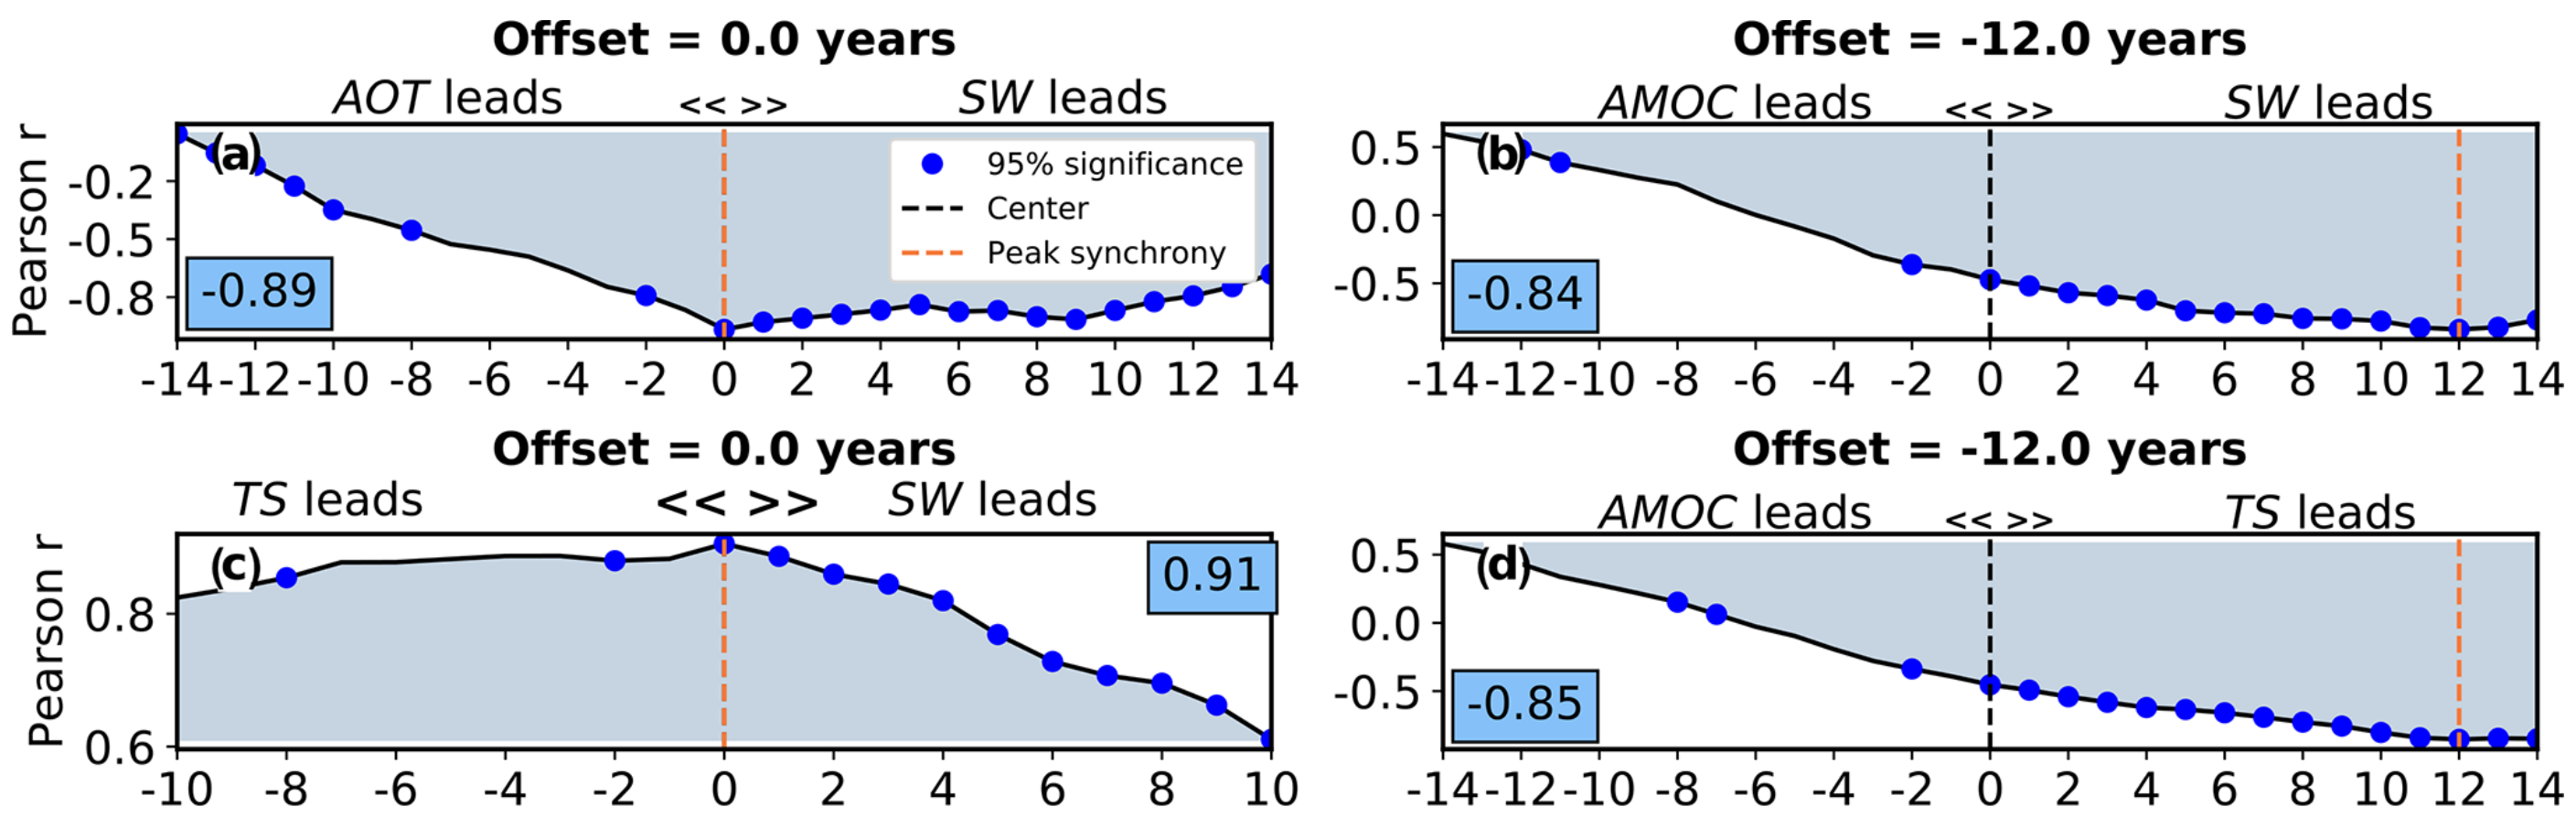 Offset = 0.0 years
AOT leads << >> SW leads
(a)
Pearson r
-0.2
-0.5
-0.8
-0.89
95% significance
Center
Peak synchrony
-14 -12 -10 -8 -6 -4 -2 0 2 4 6 8 10 12 14
Offset = -12.0 years
AMOC leads << >> SW leads
(b)
0.5
0.0
-0.5
-0.84
-14 -12 -10 -8 -6 -4 -2 0 2 4 6 8 10 12 14
Offset = 0.0 years
TS leads << >> SW leads
(c)
Pearson r
0.8
0.6
0.91
-10 -8 -6 -4 -2 0 2 4 6 8 10
Offset = -12.0 years
AMOC leads << >> TS leads
(d)
0.5
0.0
-0.5
-0.85
-14 -12 -10 -8 -6 -4 -2 0 2 4 6 8 10 12 14